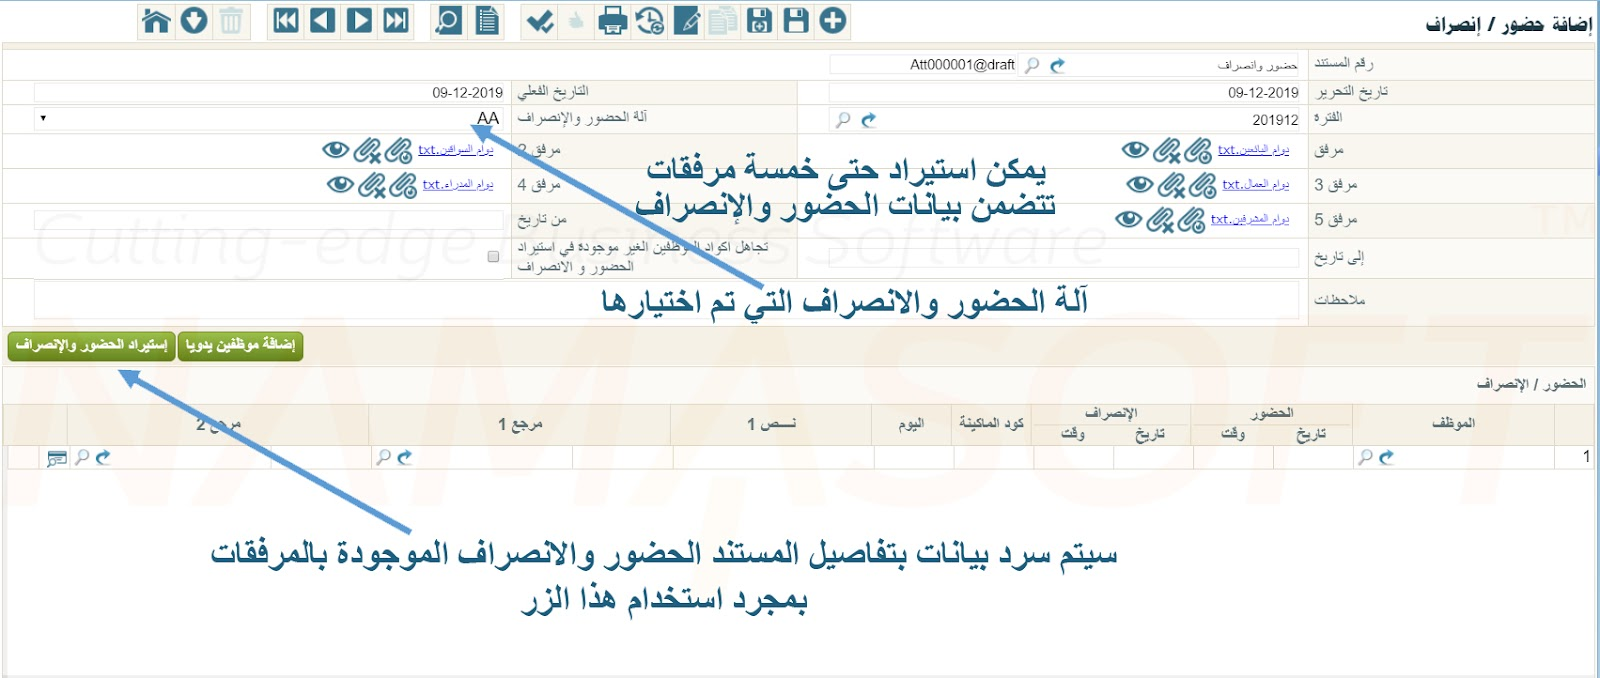 إضافة حضور / إنصراف
رقم المستند
حضور وانصراف
Att000001@draft
تاريخ التحرير
09-12-2019
التاريخ الفعلي
09-12-2019
الفترة
201912
آلة الحضور والإنصراف
AA
مرفق
دوام البائعين.txt
مرفق 2
دوام السواقين.txt
مرفق 3
دوام العمال.txt
مرفق 4
دوام المدراء.txt
يمكن استيراد حتى خمسة مرفقات
تتضمن بيانات الحضور والإنصراف
مرفق 5
دوام المشرفين.txt
من تاريخ
إلى تاريخ
تجاهل اكواد الموظفين الغير موجودة في استيراد
الحضور و الانصراف
Cutting-edge Business Software
TM
ملاحظات
آلة الحضور والانصراف التي تم اختيارها
إضافة موظفين يدويا
إستيراد الحضور والإنصراف
NAMASOFT
الحضور / الإنصراف
الموظف
الحضور
تاريخ
وقت
الإنصراف
تاريخ
وقت
كود الماكينة
اليوم
نـــص 1
مرجع 1
مرجع 2
1
سيتم سرد بيانات بتفاصيل المستند الحضور والانصراف الموجودة بالمرفقات
بمجرد استخدام هذا الزر